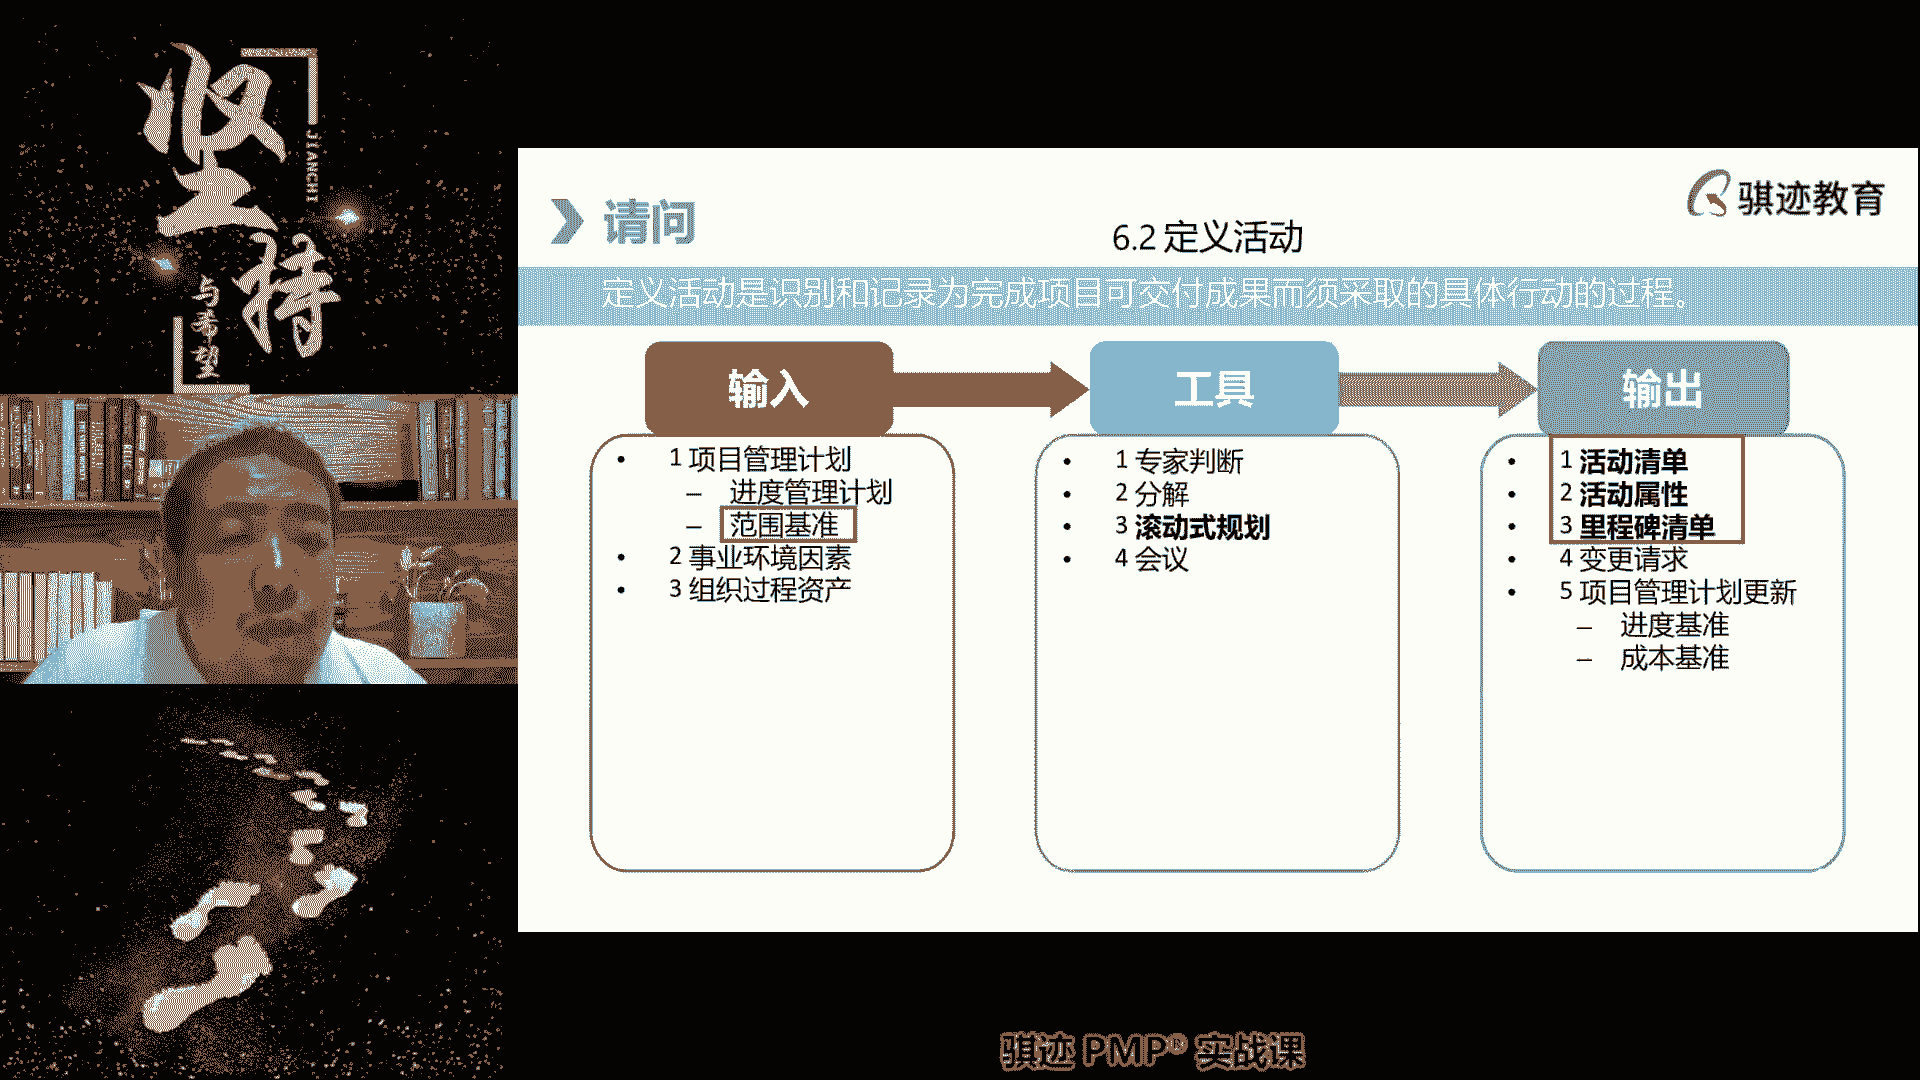 坚
持
JIANCHI
与希望
请问
6.2 定义活动
骐迹教育
定义活动是识别和记录为完成项目可交付成果而须采取的具体行动的过程。
输入
• 1 项目管理计划
– 进度管理计划
– 范围基准
• 2 事业环境因素
• 3 组织过程资产
工具
• 1 专家判断
• 2 分解
• 3 滚动式规划
• 4 会议
输出
• 1 活动清单
• 2 活动属性
• 3 里程碑清单
• 4 变更请求
• 5 项目管理计划更新
– 进度基准
– 成本基准
骐迹 PMP® 实战课